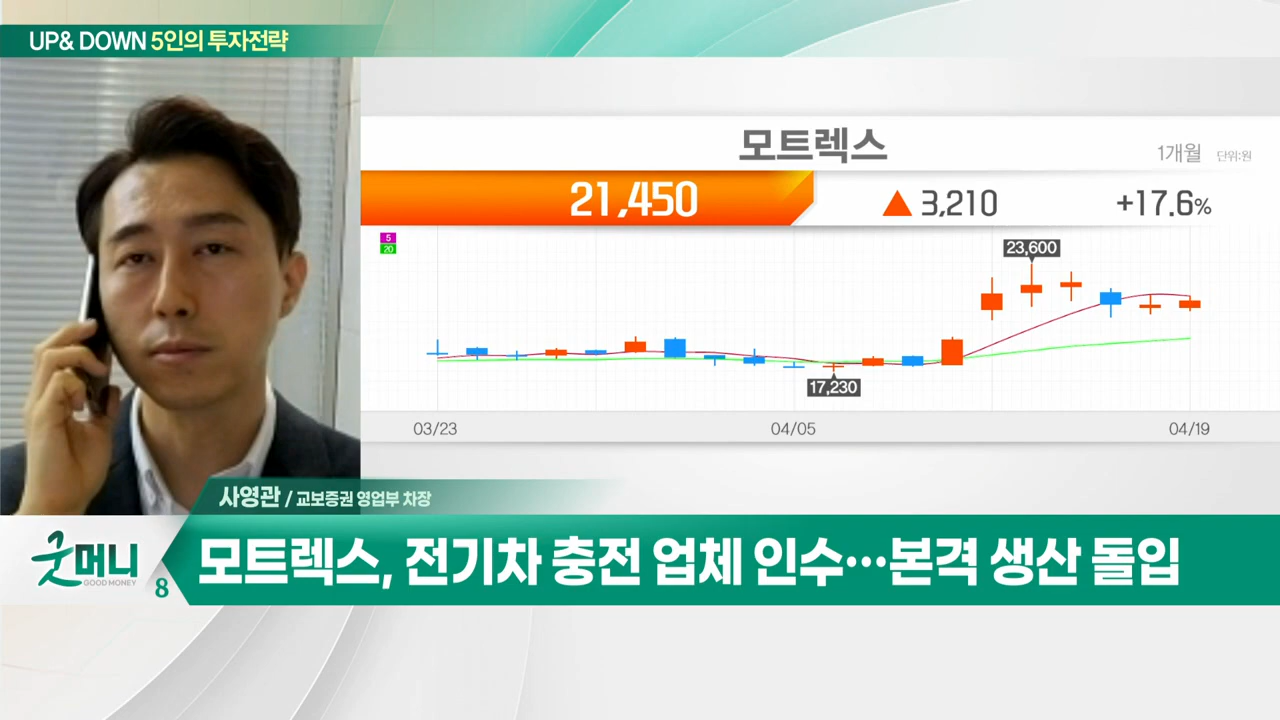 UP& DOWN 5인의 투자전략
모트렉스
1개월 단위:원
21,450 ▲ 3,210 +17.6%
5
20
23,600
17,230
03/23 04/05 04/19
사영관 / 교보증권 영업부 차장
굿머니
GOOD MONEY
8
모트렉스, 전기차 충전 업체 인수…본격 생산 돌입